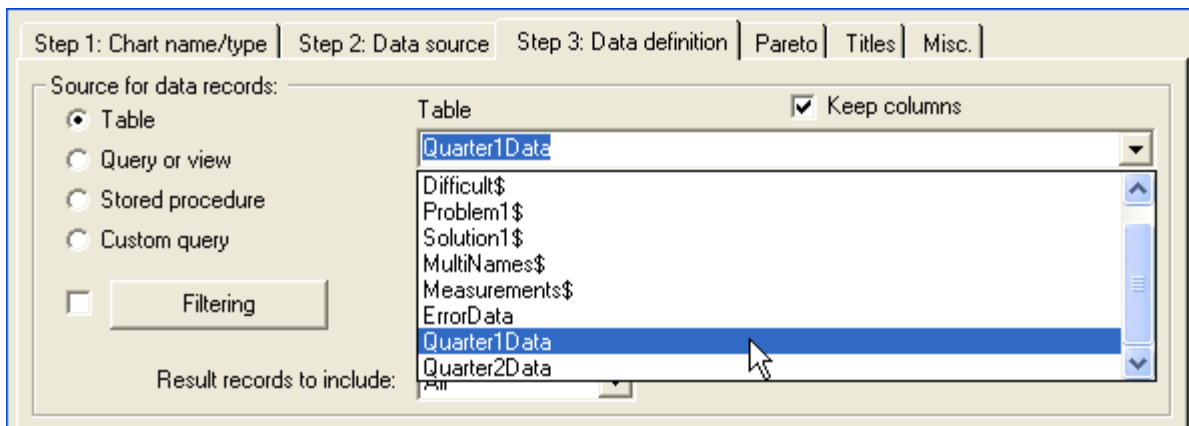 Step 1: Chart name/type Step 2: Data source Step 3: Data definition Pareto Titles Misc.
Source for data records:
Table
Query or view
Stored procedure
Custom query
Filtering
Table
Keep columns
Quarter1Data
Difficult$
Problem1$
Solution1$
MultiNames$
Measurements$
ErrorData
Quarter1Data
Quarter2Data
Result records to include:
All